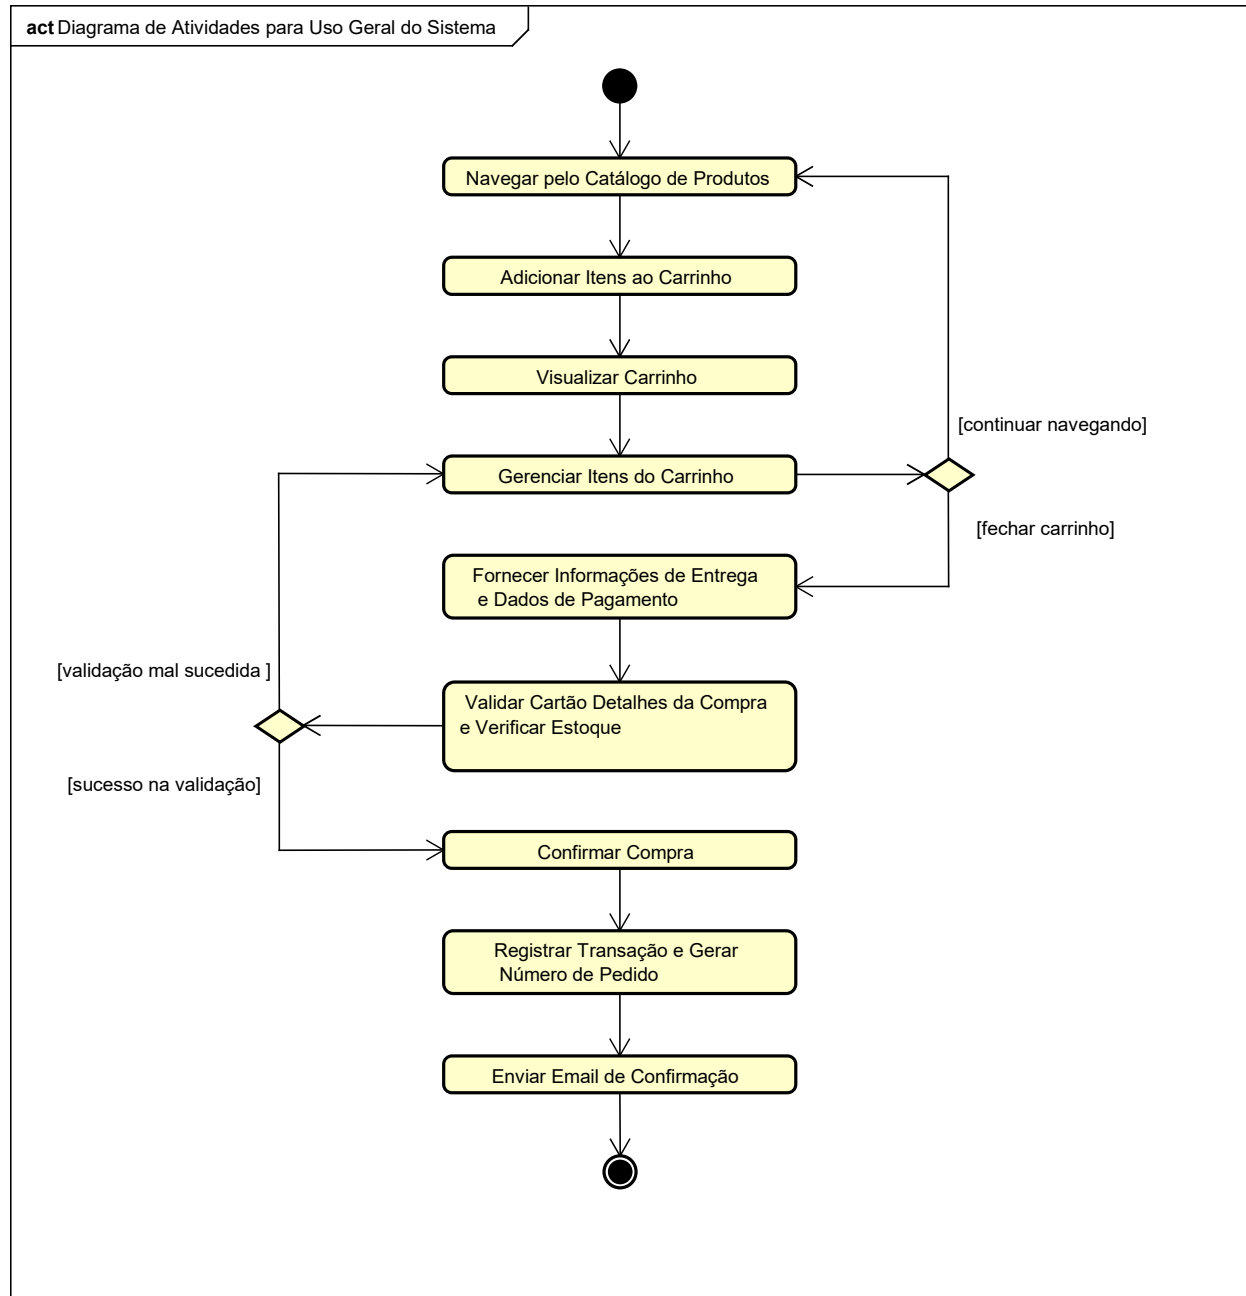 act Diagrama de Atividades para Uso Geral do Sistema
Navegar pelo Catálogo de Produtos
Adicionar Itens ao Carrinho
Visualizar Carrinho
[continuar navegando]
Gerenciar Itens do Carrinho
[fechar carrinho]
Fornecer Informações de Entrega
e Dados de Pagamento
[validação mal sucedida ]
Validar Cartão Detalhes da Compra
e Verificar Estoque
[sucesso na validação]
Confirmar Compra
Registrar Transação e Gerar
Número de Pedido
Enviar Email de Confirmação